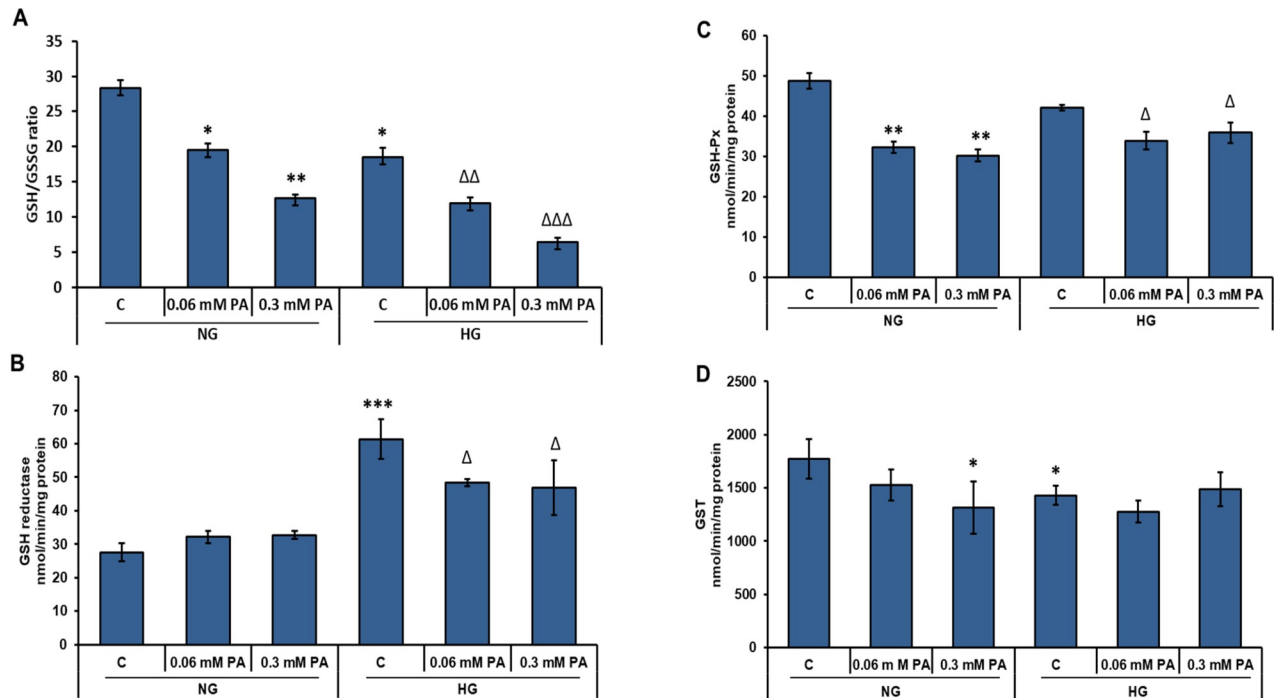 A
GSH/GSSG ratio
35
30
25
20
15
10
5
0
*
**
*
ΔΔ
ΔΔΔ
C
0.06 mM PA
0.3 mM PA
C
0.06 mM PA
0.3 mM PA
NG
HG
B
GSH reductase
nmol/min/mg protein
80
70
60
50
40
30
20
10
0
***
Δ
Δ
C
0.06 mM PA
0.3 mM PA
C
0.06 mM PA
0.3 mM PA
NG
HG
C
GSH-Px
nmol/min/mg protein
60
50
40
30
20
10
0
**
**
Δ
Δ
C
0.06 mM PA
0.3 mM PA
C
0.06 mM PA
0.3 mM PA
NG
HG
D
GST
nmol/min/mg protein
2500
2000
1500
1000
500
0
*
*
C
0.06 m M PA
0.3 mM PA
C
0.06 mM PA
0.3 mM PA
NG
HG